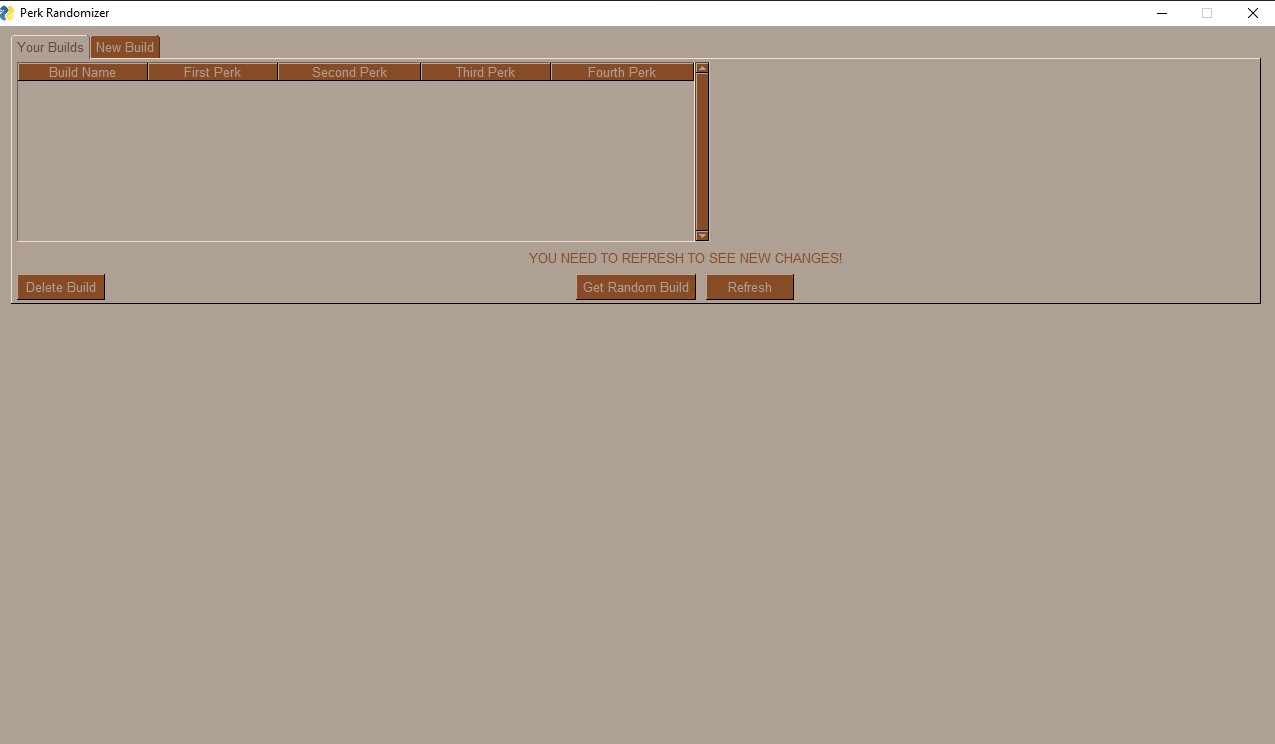 Perk Randomizer
Your Builds New Build
Build Name First Perk Second Perk Third Perk Fourth Perk
YOU NEED TO REFRESH TO SEE NEW CHANGES!
Delete Build Get Random Build Refresh